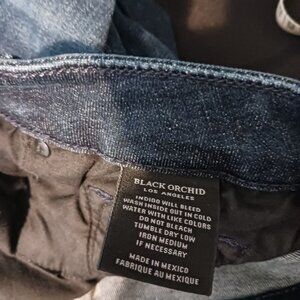 BLACK ORCHID
LOS ANGELES
INDIGO WILL BLEED
WASH INSIDE OUT IN COLD
WATER WITH LIKE COLORS
DO NOT BLEACH
TUMBLE DRY LOW
IRON MEDIUM
IF NECESSARY
MADE IN MEXICO
FABRIQUE AU MEXIQUE